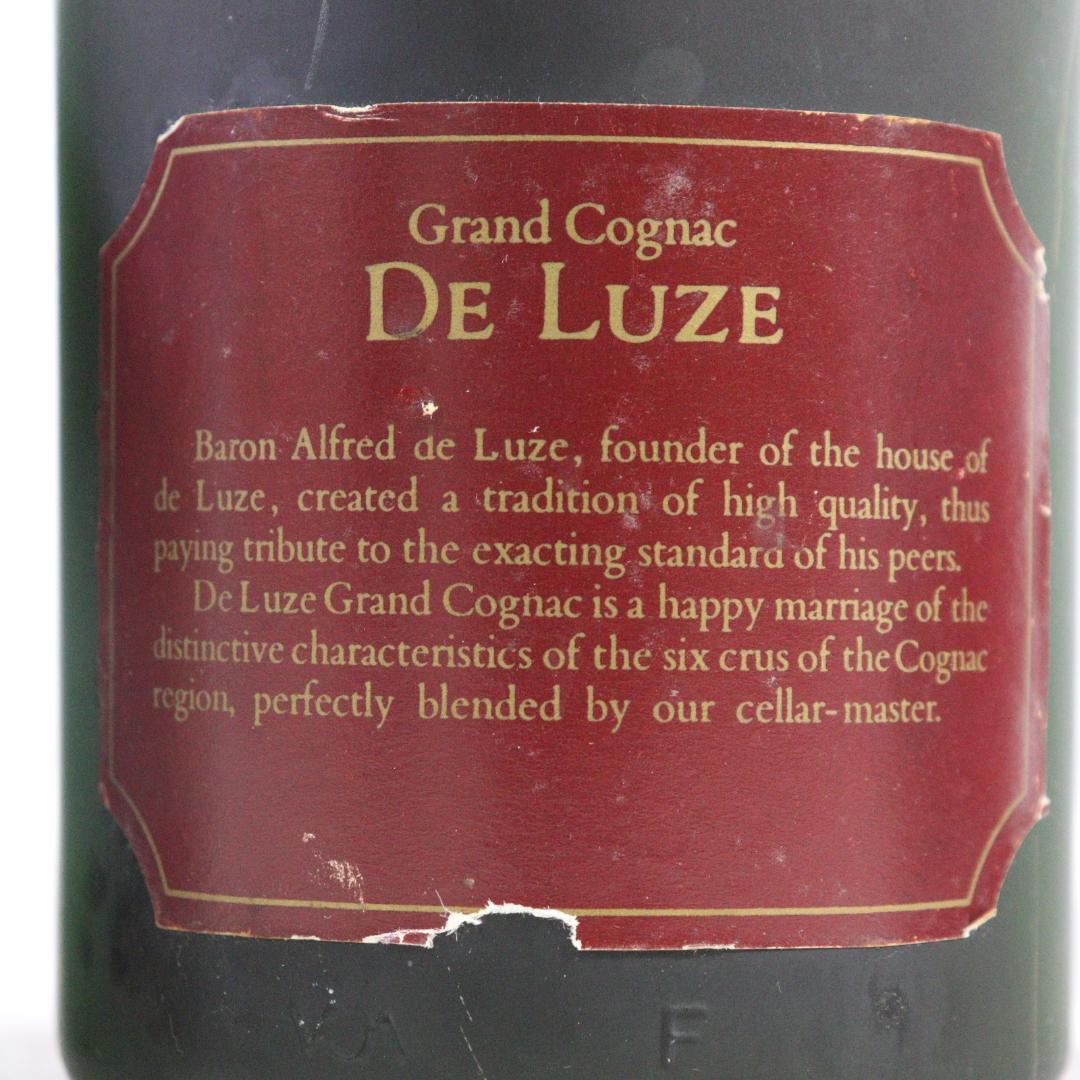 Grand Cognac
DE LUZE
Baron Alfred de Luze, founder of the house of
de Luze, created a tradition of high quality, thus
paying tribute to the exacting standard of his peers.
De Luze Grand Cognac is a happy marriage of the
distinctive characteristics of the six crus of the Cognac
region, perfectly blended by our cellar-master.
F